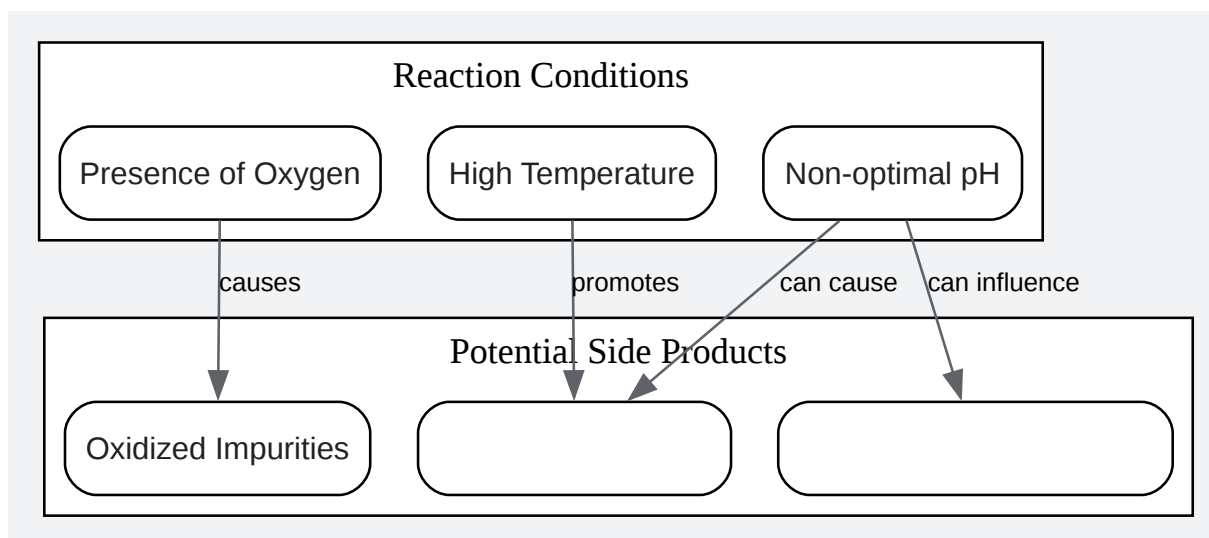 Reaction Conditions
Presence of Oxygen
High Temperature
Non-optimal pH
causes
promotes
can cause
can influence
Potential Side Products
Oxidized Impurities